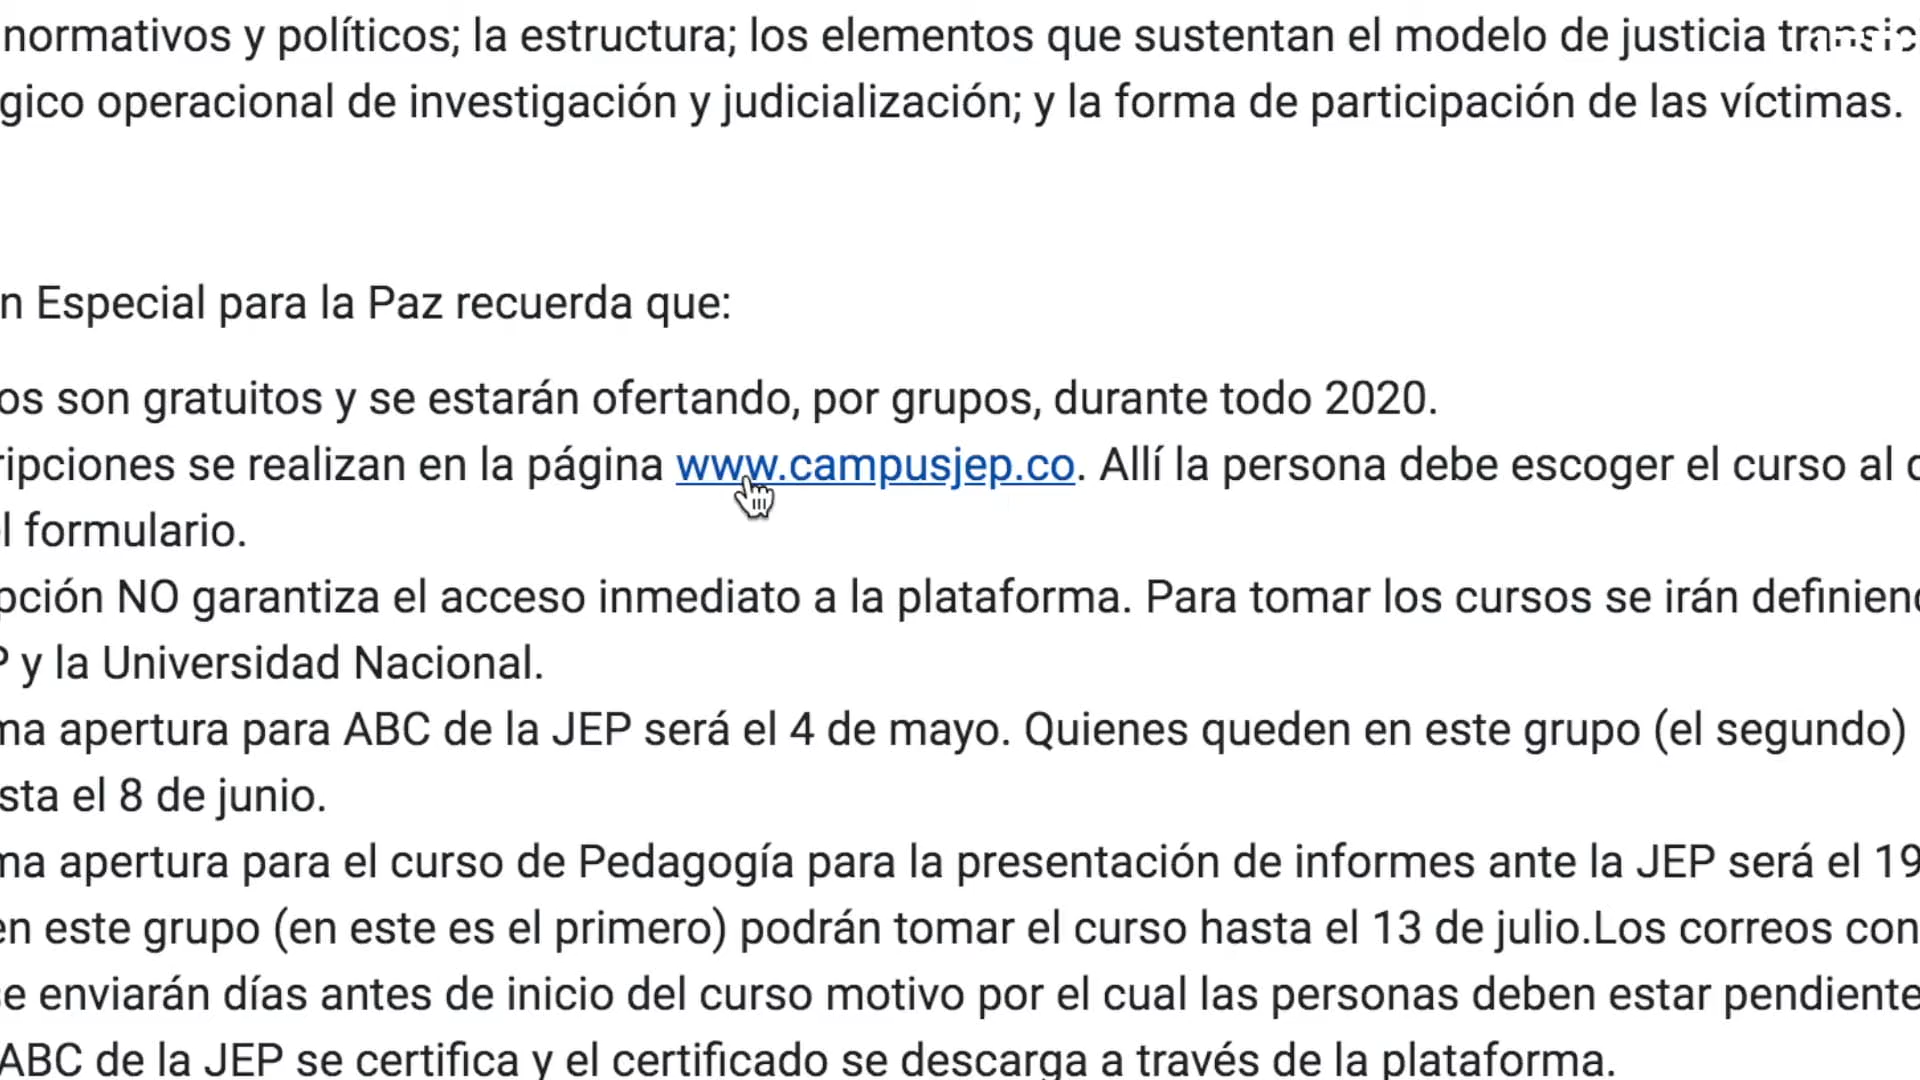 normativos y políticos; la estructura; los elementos que sustentan el modelo de justicia
gico operacional de investigación y judicialización; y la forma de participación de las víctimas.
n Especial para la Paz recuerda que:
os son gratuitos y se estarán ofertando, por grupos, durante todo 2020.
ripciones se realizan en la página www.campusjep.co. Allí la persona debe escoger el curso al
l formulario.
pción NO garantiza el acceso inmediato a la plataforma. Para tomar los cursos se irán definiend
P y la Universidad Nacional.
ma apertura para ABC de la JEP será el 4 de mayo. Quienes queden en este grupo (el segundo)
sta el 8 de junio.
ma apertura para el curso de Pedagogía para la presentación de informes ante la JEP será el 19
en este grupo (en este es el primero) podrán tomar el curso hasta el 13 de julio.Los correos con
se enviarán días antes de inicio del curso motivo por el cual las personas deben estar pendiente
ABC de la JEP se certifica y el certificado se descarga a través de la plataforma.